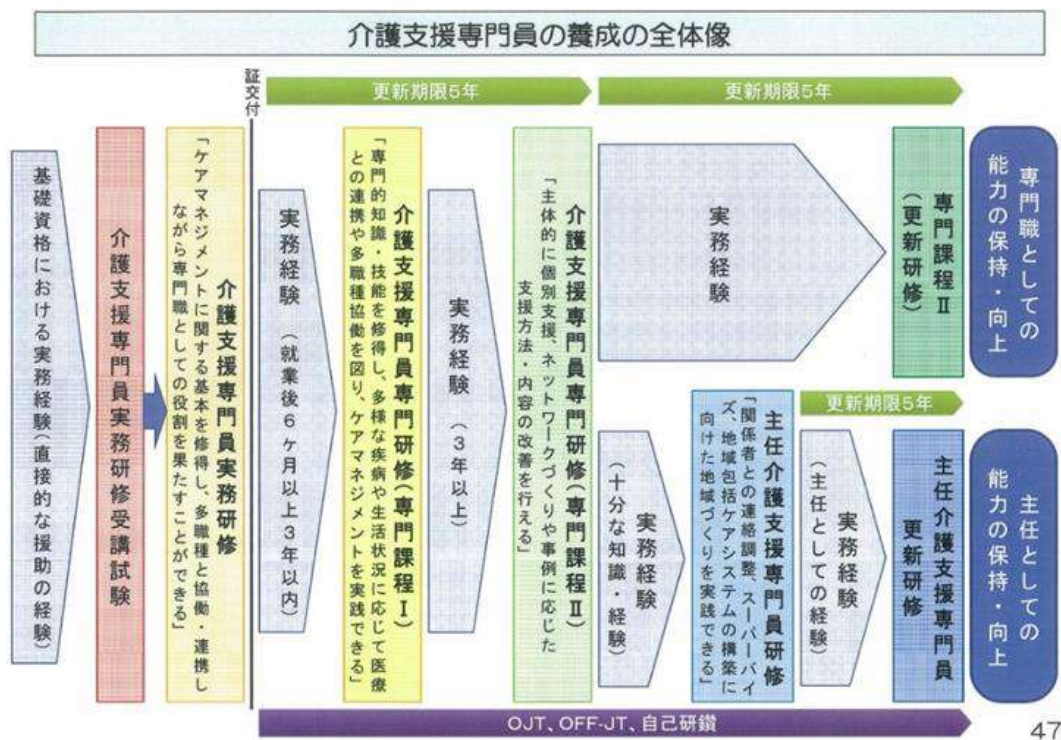 介護支援専門員の養成の全体像
証交付
更新期限5年
更新期限5年
基礎資格における実務経験(直接的な援助の経験)
介護支援専門員実務研修受講試験
介護支援専門員実務研修
「ケアマネジメントに関する基本を修得し、多職種と協働・連携し
ながら専門職としての役割を果たすことができる」
実務経験
(就業後6ヶ月以上3年以内)
介護支援専門員専門研修(専門課程Ⅰ)
「専門的知識・技能を修得し、多様な疾病や生活状況に応じて医療
との連携や多職種協働を図り、ケアマネジメントを実践できる」
実務経験
(3年以上)
介護支援専門員専門研修(専門課程Ⅱ)
「主体的に個別支援、ネットワークづくりや事例に応じた
支援方法・内容の改善を行える」
実務経験
専門課程Ⅱ
(更新研修)
専門職としての
能力の保持・向上
実務経験
(十分な知識・経験)
主任介護支援専門員研修
「関係者との連絡調整、スーパーバイ
ズ、地域包括ケアシステムの構築に
向けた地域づくりを実践できる」
更新期限5年
実務経験
(主任としての経験)
主任介護支援専門員
更新研修
主任としての
能力の保持・向上
OJT、OFF-JT、自己研鑽
47